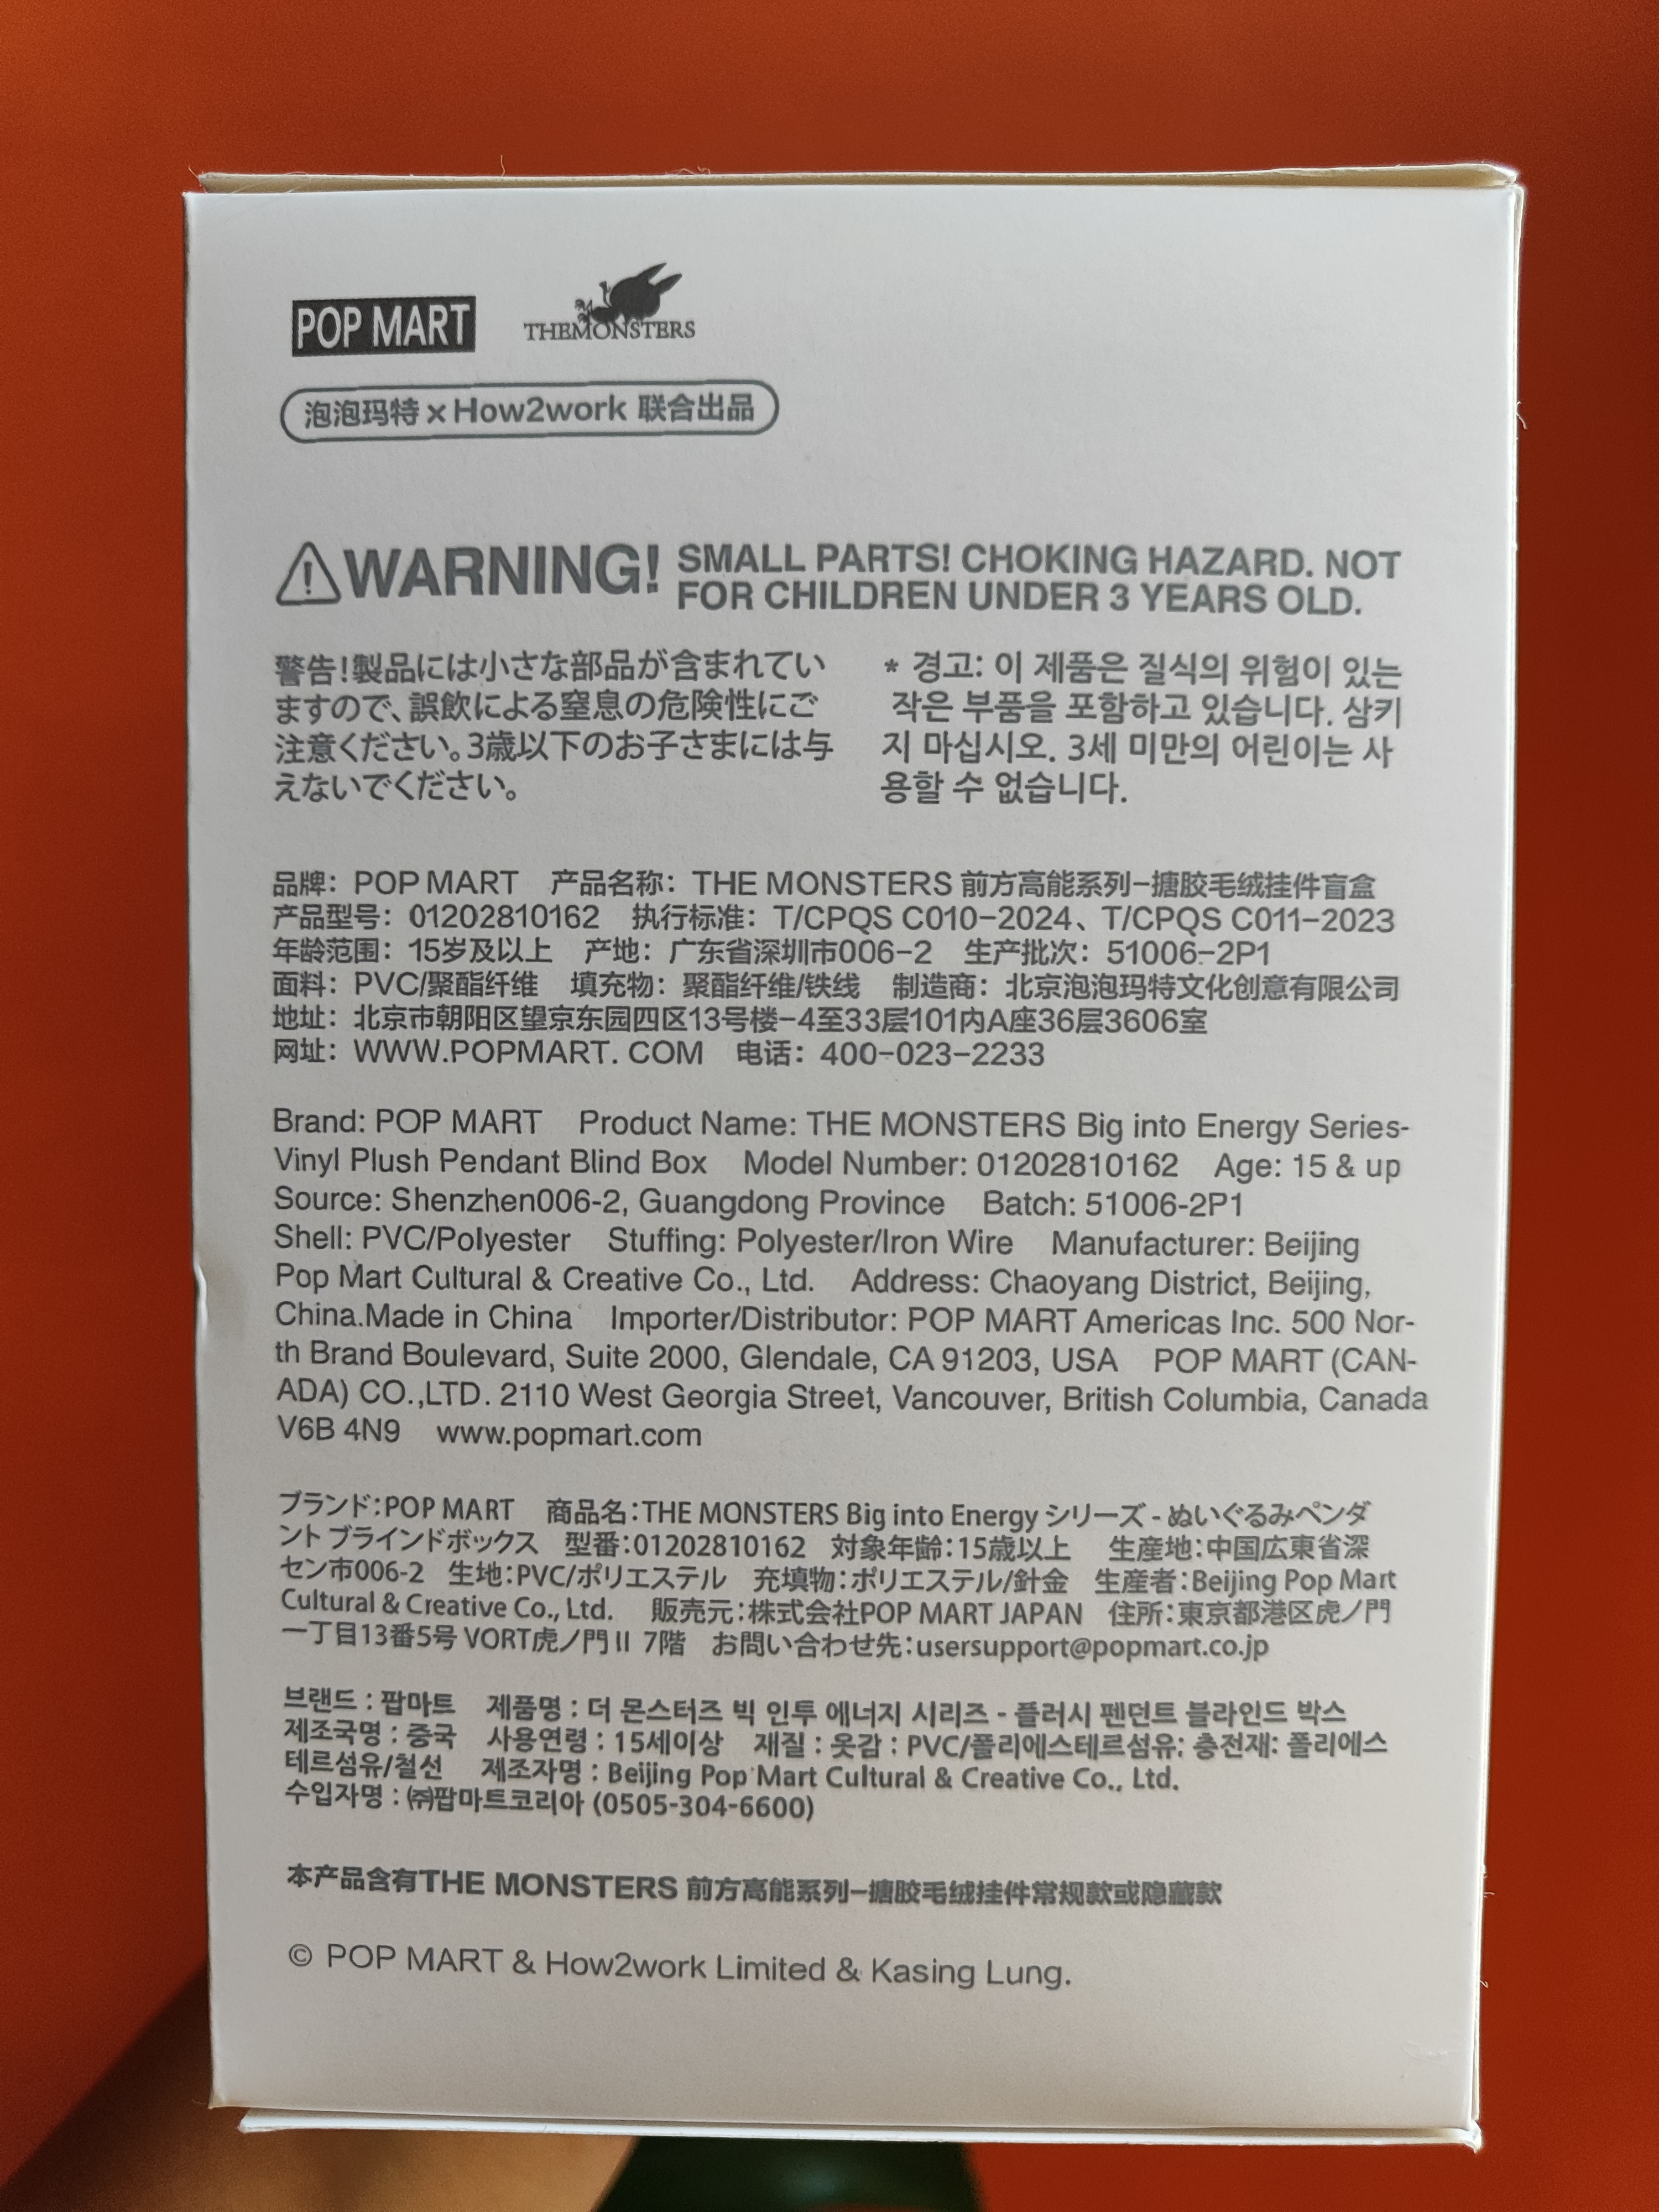 POP MART
THEMONSTERS
泡泡玛特 x How2work 联合出品
WARNING! SMALL PARTS! CHOKING HAZARD. NOT
FOR CHILDREN UNDER 3 YEARS OLD.
警告!製品には小さな部品が含まれてい
ますので、誤飲による窒息の危険性にご
注意ください。3歳以下のお子さまには与
えないでください。
* 경고: 이 제품은 질식의 위험이 있는
작은 부품을 포함하고 있습니다. 삼키
지 마십시오. 3세 미만의 어린이는 사
용할 수 없습니다.
品牌：POP MART 产品名称：THE MONSTERS 前方高能系列-搪胶毛绒挂件盲盒
产品型号：01202810162 执行标准：T/CPQS C010-2024、T/CPQS C011-2023
年龄范围：15岁及以上 产地：广东省深圳市006-2 生产批次：51006-2P1
面料：PVC/聚酯纤维 填充物：聚酯纤维/铁线 制造商：北京泡泡玛特文化创意有限公司
地址：北京市朝阳区望京东园四区13号楼-4至33层101内A座36层3606室
网址：WWW.POPMART. COM 电话：400-023-2233
Brand: POP MART Product Name: THE MONSTERS Big into Energy Series-
Vinyl Plush Pendant Blind Box Model Number: 01202810162 Age: 15 & up
Source: Shenzhen006-2, Guangdong Province Batch: 51006-2P1
Shell: PVC/Polyester Stuffing: Polyester/Iron Wire Manufacturer: Beijing
Pop Mart Cultural & Creative Co., Ltd. Address: Chaoyang District, Beijing,
China.Made in China Importer/Distributor: POP MART Americas Inc. 500 Nor-
th Brand Boulevard, Suite 2000, Glendale, CA 91203, USA POP MART (CAN-
ADA) CO.,LTD. 2110 West Georgia Street, Vancouver, British Columbia, Canada
V6B 4N9 www.popmart.com
ブランド：POP MART 商品名：THE MONSTERS Big into Energy シリーズ - ぬいぐるみペンダ
ント ブラインドボックス 型番：01202810162 対象年齢：15歳以上 生産地：中国広東省深
セン市006-2 生地：PVC/ポリエステル 充填物：ポリエステル/針金 生産者：Beijing Pop Mart
Cultural & Creative Co., Ltd. 販売元：株式会社POP MART JAPAN 住所：東京都港区虎ノ門
一丁目13番5号 VORT虎ノ門 II 7階 お問い合わせ先：usersupport@popmart.co.jp
브랜드 : 팝마트 제품명 : 더 몬스터즈 빅 인투 에너지 시리즈 - 플러시 펜던트 블라인드 박스
제조국명 : 중국 사용연령 : 15세이상 재질 : 옷감 : PVC/폴리에스테르섬유; 충전재: 폴리에스
테르섬유/철선 제조자명 : Beijing Pop Mart Cultural & Creative Co., Ltd.
수입자명 : ㈜팝마트코리아 (0505-304-6600)
本产品含有THE MONSTERS 前方高能系列-搪胶毛绒挂件常规款或隐藏款
© POP MART & How2work Limited & Kasing Lung.